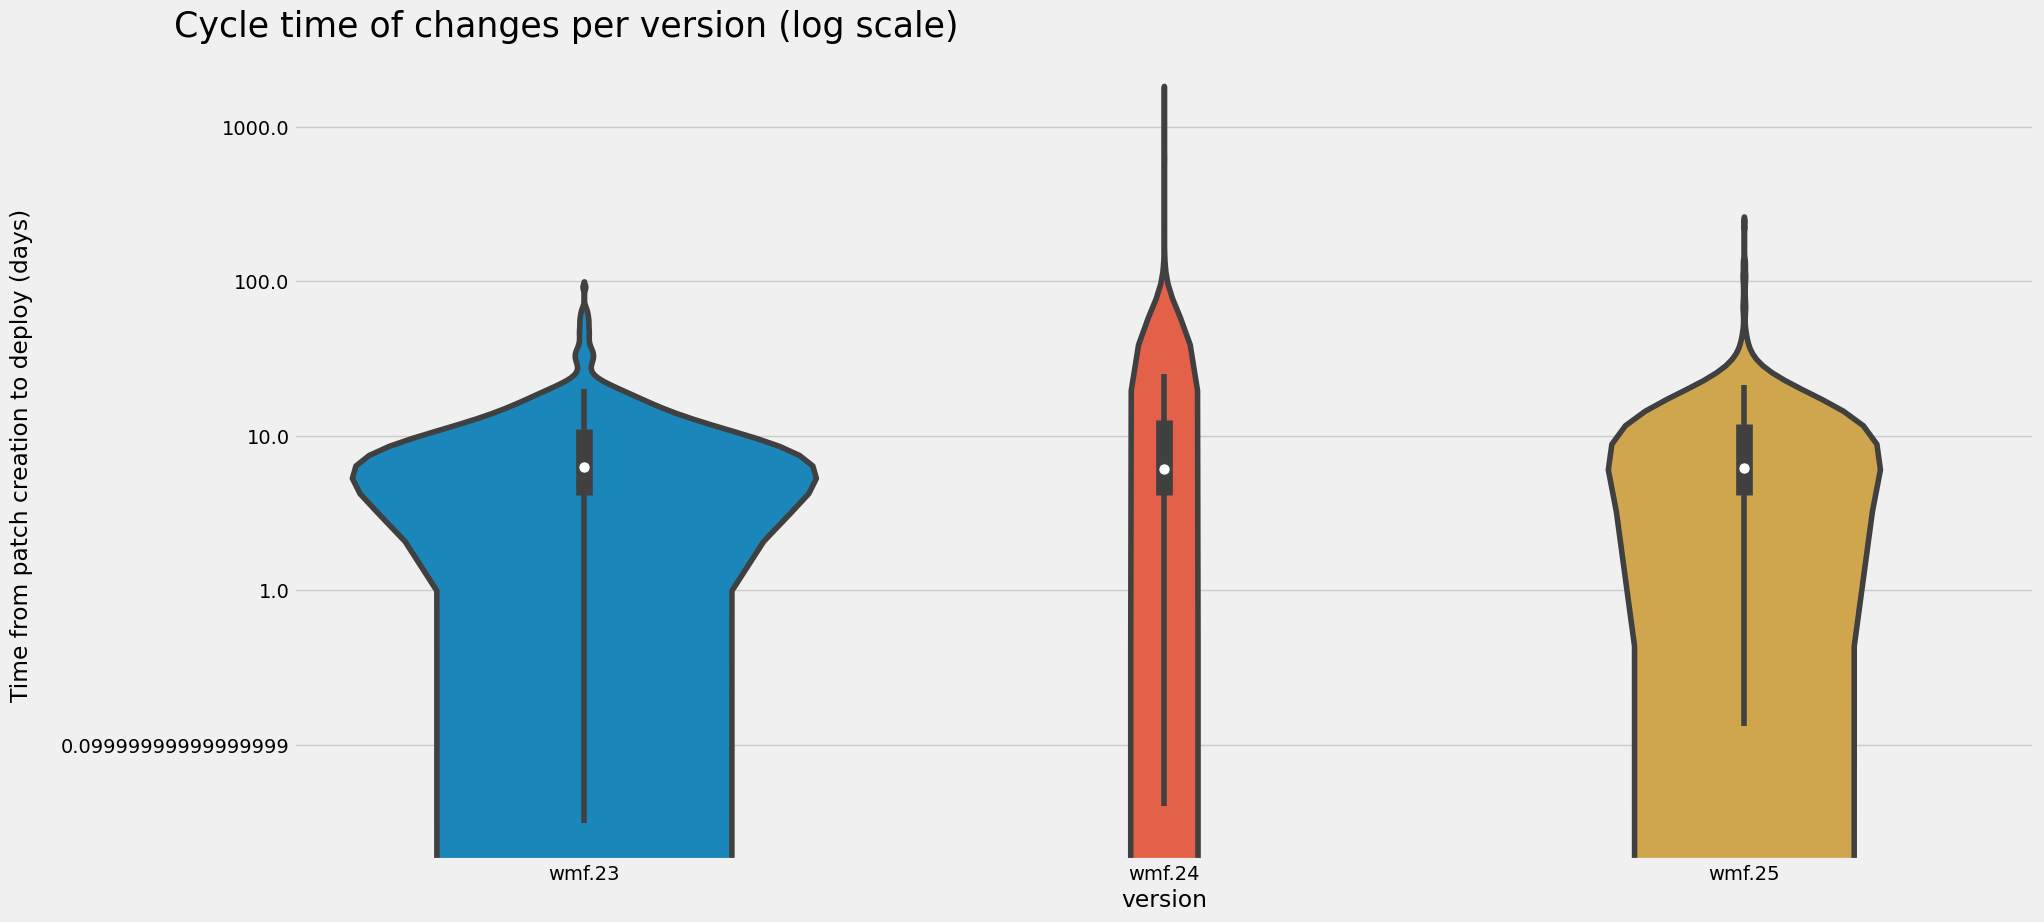 Cycle time of changes per version (log scale)
Time from patch creation to deploy (days)
1000.0
100.0
10.0
1.0
0.09999999999999999
wmf.23 wmf.24 wmf.25
version